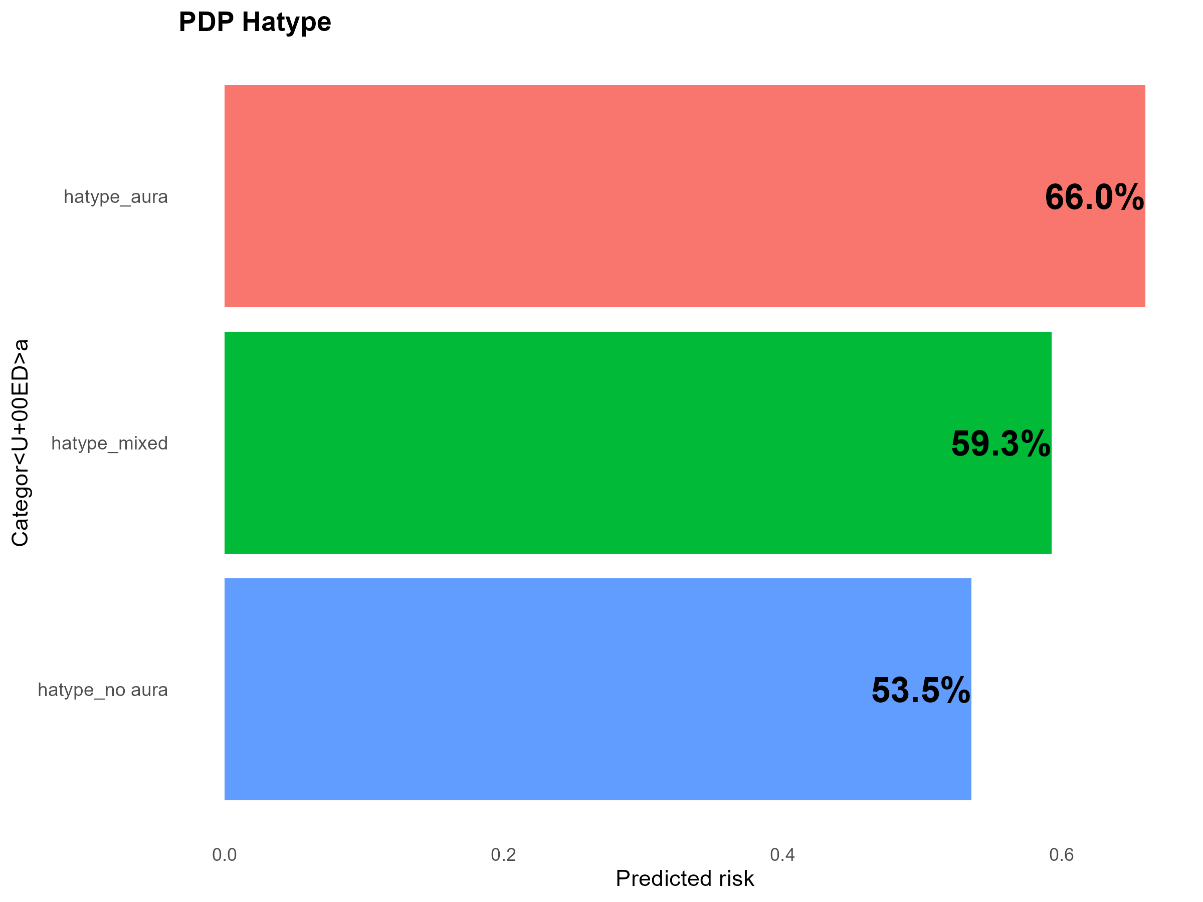 PDP Hatype
hatype_aura
66.0%
Categor<U+00ED>a
hatype_mixed
59.3%
hatype_no aura
53.5%
0.0 0.2 0.4 0.6
Predicted risk